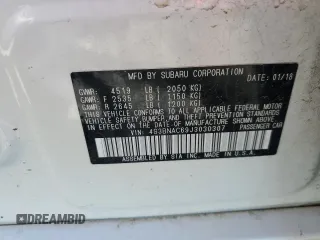 MFD. BY SUBARU CORPORATION DATE: 01/18
GVWR: 4519 LB ( 2050 KG)
GAWR: F 2535 LB ( 1150 KG)
GAWR: R 2645 LB ( 1200 KG)
THIS VEHICLE CONFORMS TO ALL APPLICABLE FEDERAL MOTOR
VEHICLE SAFETY, BUMPER, AND THEFT PREVENTION STANDARDS
IN EFFECT ON THE DATE OF MANUFACTURE SHOWN ABOVE.
VIN: 4S3BNAC69J3030307 PASSENGER CAR
ASSEMBLED BY SIA, INC. MADE IN U.S.A.
DREAMBID